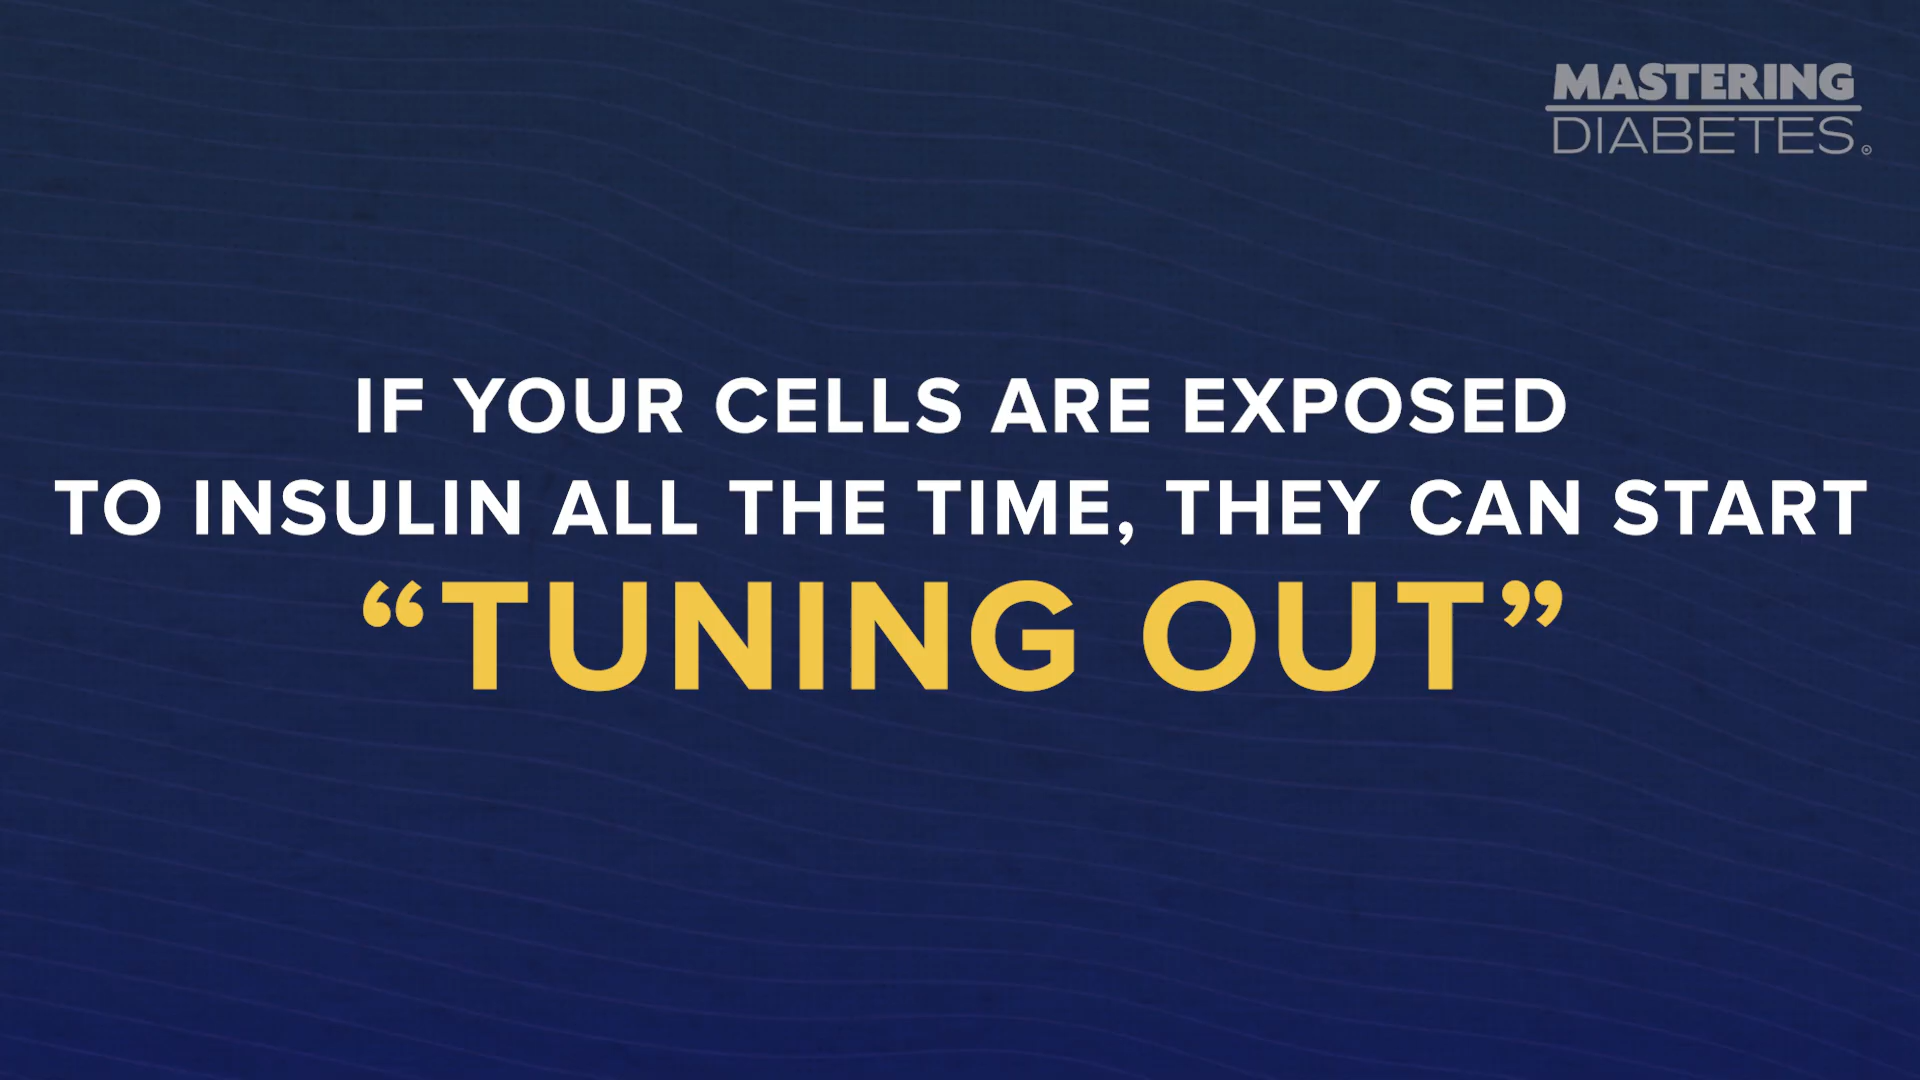 MASTERING
DIABETES®
IF YOUR CELLS ARE EXPOSED
TO INSULIN ALL THE TIME, THEY CAN START
“TUNING OUT”